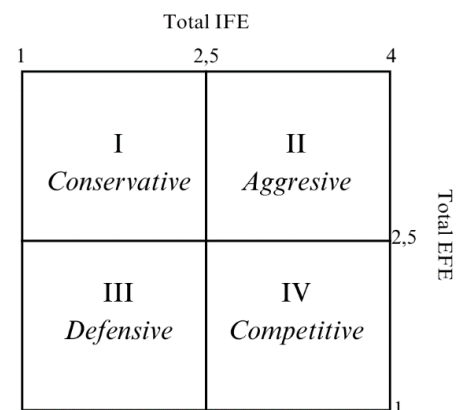 Total IFE
1 2,5 4
I II
Conservative Aggresive
2,5
Total EFE
III IV
Defensive Competitive
1